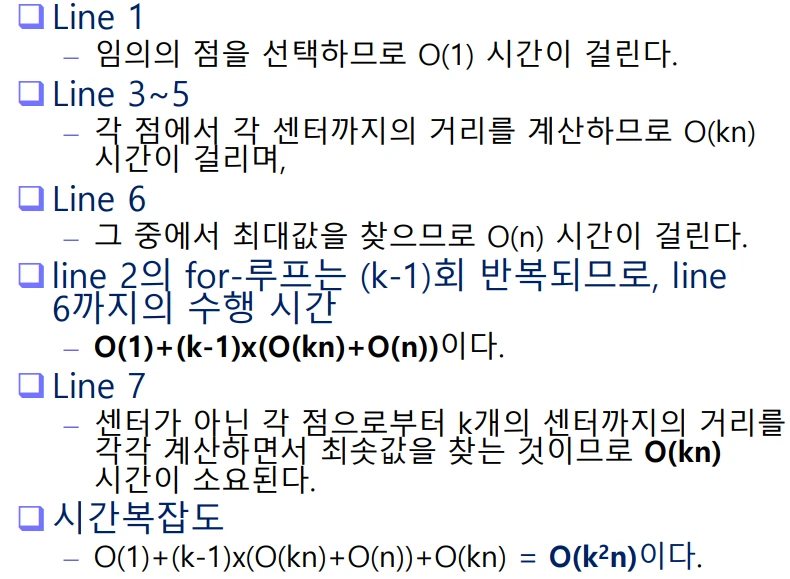 ❑ Line 1
– 임의의 점을 선택하므로 O(1) 시간이 걸린다.
❑ Line 3~5
– 각 점에서 각 센터까지의 거리를 계산하므로 O(kn)
시간이 걸리며,
❑ Line 6
– 그 중에서 최대값을 찾으므로 O(n) 시간이 걸린다.
❑ line 2의 for-루프는 (k-1)회 반복되므로, line
6까지의 수행 시간
– O(1)+(k-1)x(O(kn)+O(n))이다.
❑ Line 7
– 센터가 아닌 각 점으로부터 k개의 센터까지의 거리를
각각 계산하면서 최솟값을 찾는 것이므로 O(kn)
시간이 소요된다.
❑ 시간복잡도
– O(1)+(k-1)x(O(kn)+O(n))+O(kn) = O(k²n)이다.